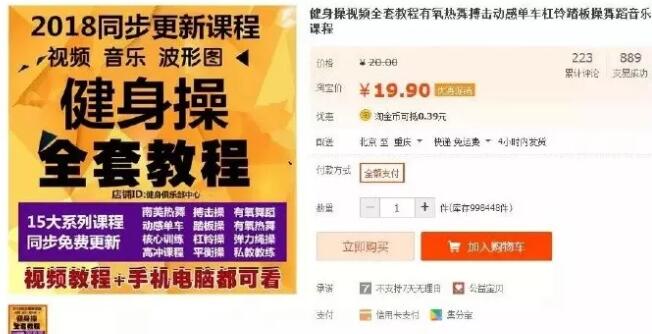 2018同步更新课程
视频 音乐 波形图
健身操
全套教程
店铺ID:健身俱乐部中心
15大系列课程
同步免费更新
南美热舞 搏击操 有氧舞蹈
动感单车 踏板操 有氧热舞
核心训练 杠铃操 弹力绳操
高冲课程 平衡操 私教教练
视频教程+手机电脑都可看
健身操视频全套教程有氧热舞搏击动感单车杠铃踏板操舞蹈音乐
课程
价格 ¥ 20.00
223 累计评论
889 交易成功
淘宝价 ¥19.90
优惠 淘金币可抵0.39元
配送 北京 至 重庆 快递 免运费 4小时内发货
付款方式 全额支付
数量 − 1 + 件(库存998448件)
立即购买 加入购物车
承诺 7 不支持7天无理由 公益宝贝
支付 信用卡支付 集分宝